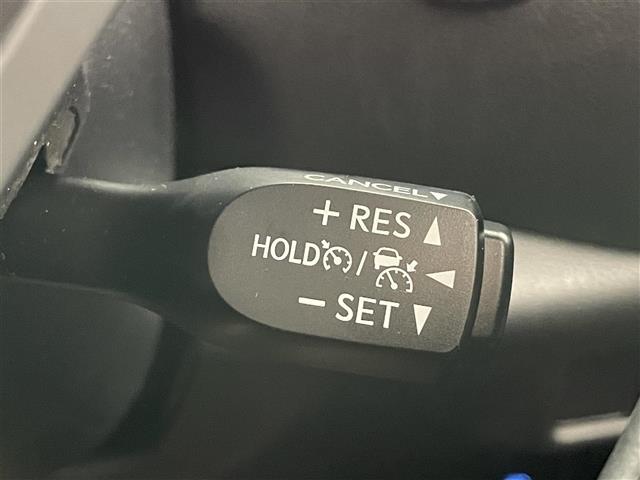 CANCEL▼
+ RES ▲
HOLD / ◀
− SET ▼